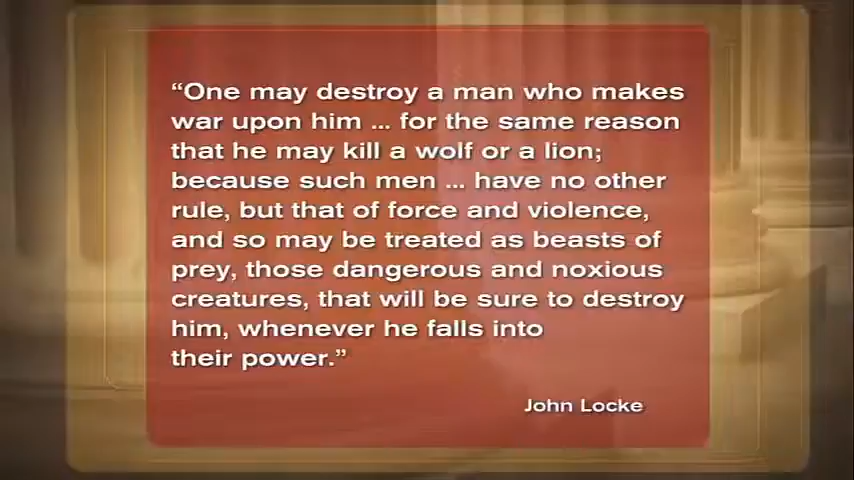 “One may destroy a man who makes
war upon him ... for the same reason
that he may kill a wolf or a lion;
because such men ... have no other
rule, but that of force and violence,
and so may be treated as beasts of
prey, those dangerous and noxious
creatures, that will be sure to destroy
him, whenever he falls into
their power.”
John Locke